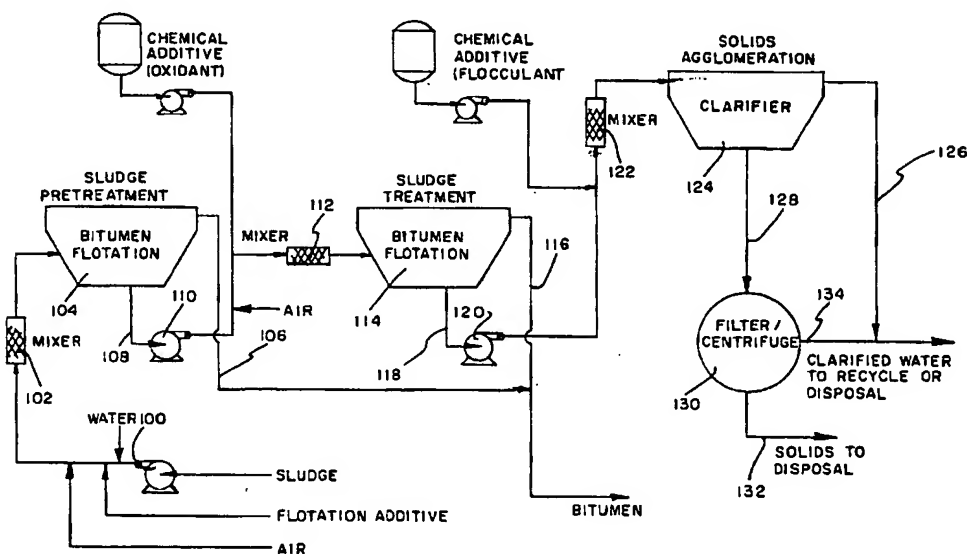 CHEMICAL
ADDITIVE
(OXIDANT)
CHEMICAL
ADDITIVE
(FLOCCULANT
SOLIDS
AGGLOMERATION
CLARIFIER
124
MIXER
122
126
128
SLUDGE
PRETREATMENT
BITUMEN
FLOTATION
104
MIXER
112
SLUDGE
TREATMENT
BITUMEN
FLOTATION
114
116
110
108
AIR
106
120
118
MIXER
102
FILTER/
CENTRIFUGE
130
134
CLARIFIED WATER
TO RECYCLE OR
DISPOSAL
SOLIDS TO
DISPOSAL
132
WATER 100
SLUDGE
FLOTATION ADDITIVE
AIR
BITUMEN